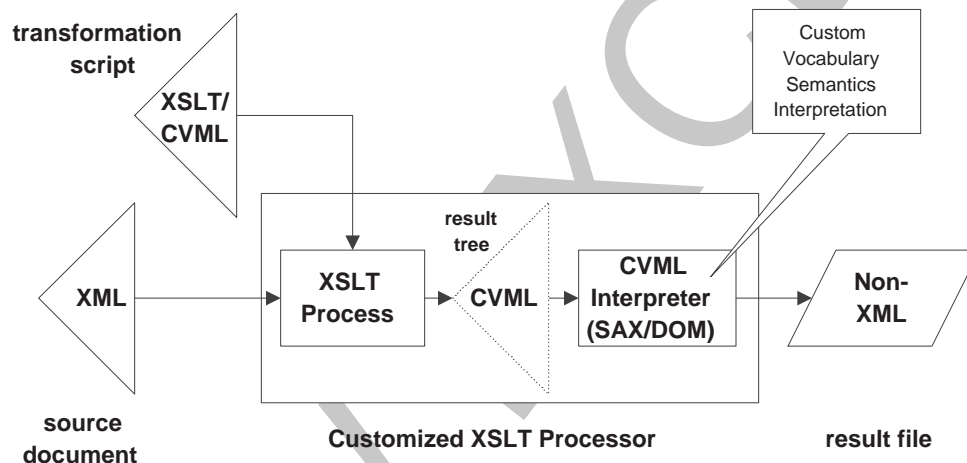 transformation
script
XSLT/
CVML
Custom
Vocabulary
Semantics
Interpretation
result
tree
XML
XSLT
Process
CVML
CVML
Interpreter
(SAX/DOM)
Non-
XML
source
document
Customized XSLT Processor
result file